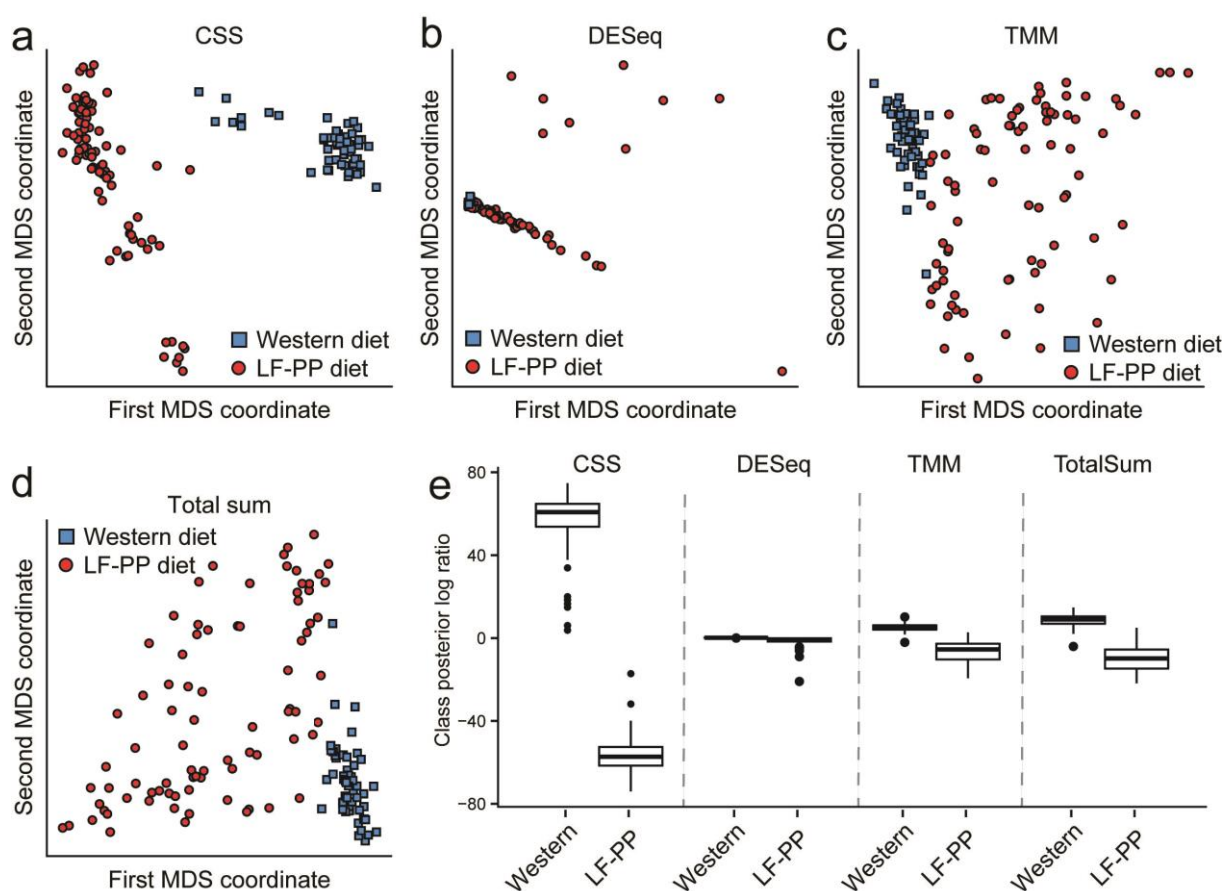 a
CSS
Second MDS coordinate
Western diet
LF-PP diet
First MDS coordinate
b
DESeq
Second MDS coordinate
Western diet
LF-PP diet
First MDS coordinate
c
TMM
Second MDS coordinate
Western diet
LF-PP diet
First MDS coordinate
d
Total sum
Western diet
LF-PP diet
Second MDS coordinate
First MDS coordinate
e
CSS DESeq TMM TotalSum
Class posterior log ratio
80
40
0
−40
−80
Western LF-PP Western LF-PP Western LF-PP Western LF-PP